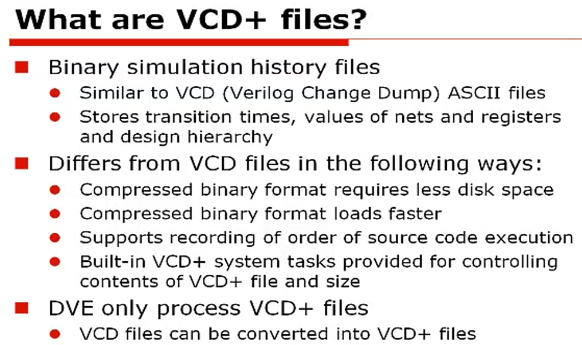 What are VCD+ files?
Binary simulation history files
Similar to VCD (Verilog Change Dump) ASCII files
Stores transition times, values of nets and registers
and design hierarchy
Differs from VCD files in the following ways:
Compressed binary format requires less disk space
Compressed binary format loads faster
Supports recording of order of source code execution
Built-in VCD+ system tasks provided for controlling
contents of VCD+ file and size
DVE only process VCD+ files
VCD files can be converted into VCD+ files